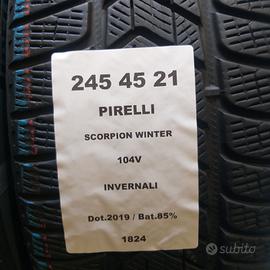 245 45 21
PIRELLI
SCORPION WINTER
104V
INVERNALI
Dot.2019 / Bat.85%
1824
subito